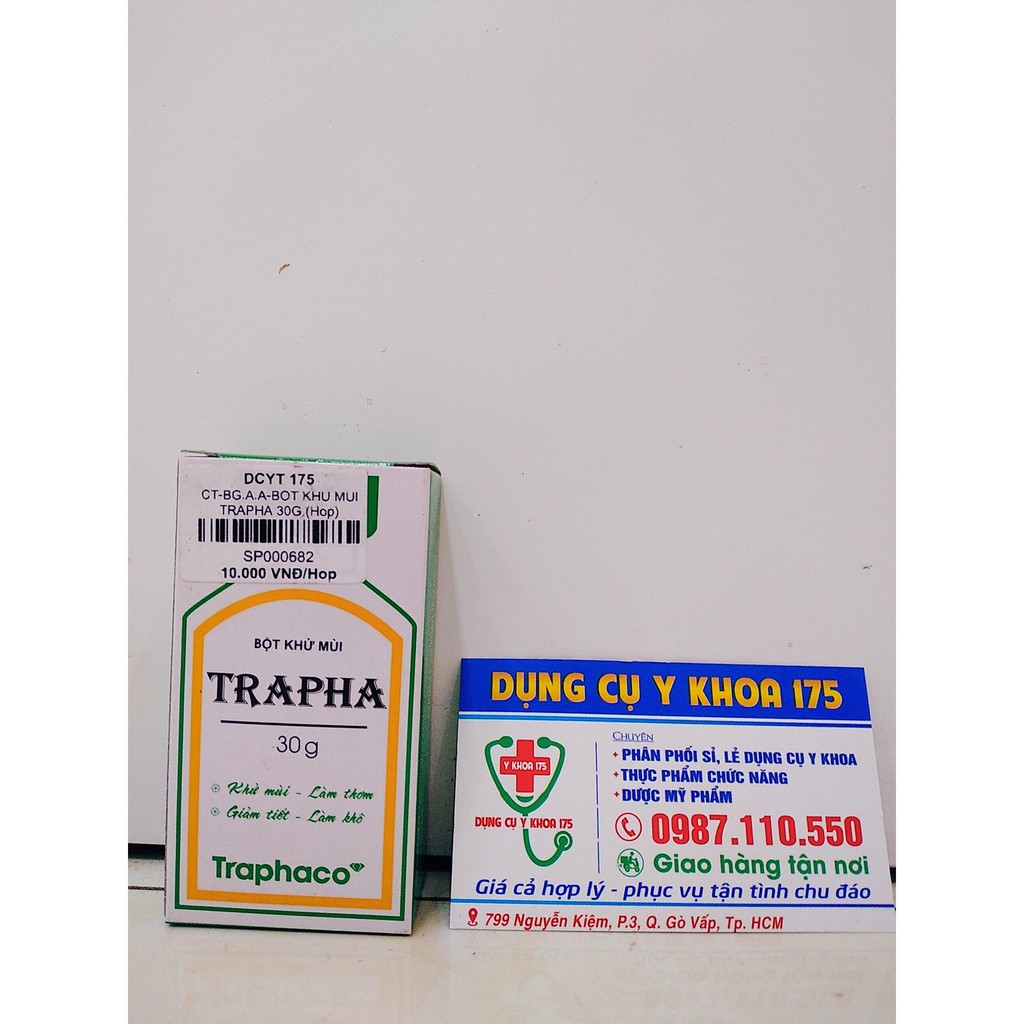 DCYT 175
CT-BG.A.A-BOT KHU MUI
TRAPHA 30G,(Hop)
SP000682
10.000 VNĐ/Hop
BỘT KHỬ MÙI
TRAPHA
30g
Khử mùi - Làm thơm
Giảm tiết - Làm khô
Traphaco
DỤNG CỤ Y KHOA 175
Y KHOA 175
DỤNG CỤ Y KHOA 175
CHUYÊN
+ PHÂN PHỐI SỈ, LẺ DỤNG CỤ Y KHOA
+ THỰC PHẨM CHỨC NĂNG
+ DƯỢC MỸ PHẨM
0987.110.550
Giao hàng tận nơi
Giá cả hợp lý - phục vụ tận tình chu đáo
799 Nguyễn Kiệm, P.3, Q. Gò Vấp, Tp. HCM